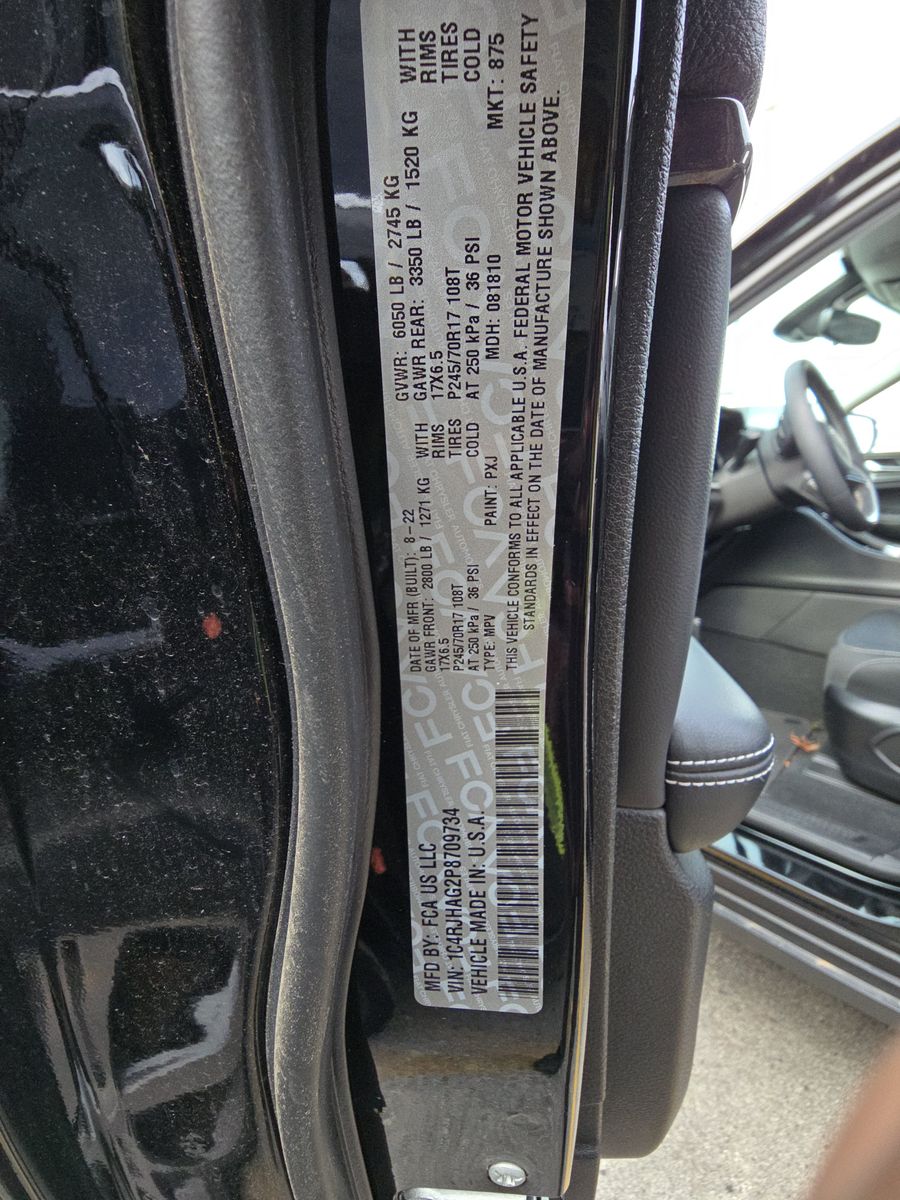 MFD BY: FCA US LLC
DATE OF MFR (BUILT): 8-22
GVWR: 6050 LB / 2745 KG
VIN: 1C4RJHAG2P8709734
GAWR FRONT: 2800 LB / 1271 KG WITH
GAWR REAR: 3350 LB / 1520 KG WITH
VEHICLE MADE IN: U.S.A.
17X6.5 RIMS
17X6.5 RIMS
P245/70R17 108T TIRES
P245/70R17 108T TIRES
AT 250 kPa / 36 PSI COLD
AT 250 kPa / 36 PSI COLD
TYPE: MPV
PAINT: PXJ
MDH: 081810
MKT: 875
THIS VEHICLE CONFORMS TO ALL APPLICABLE U.S.A. FEDERAL MOTOR VEHICLE SAFETY
STANDARDS IN EFFECT ON THE DATE OF MANUFACTURE SHOWN ABOVE.